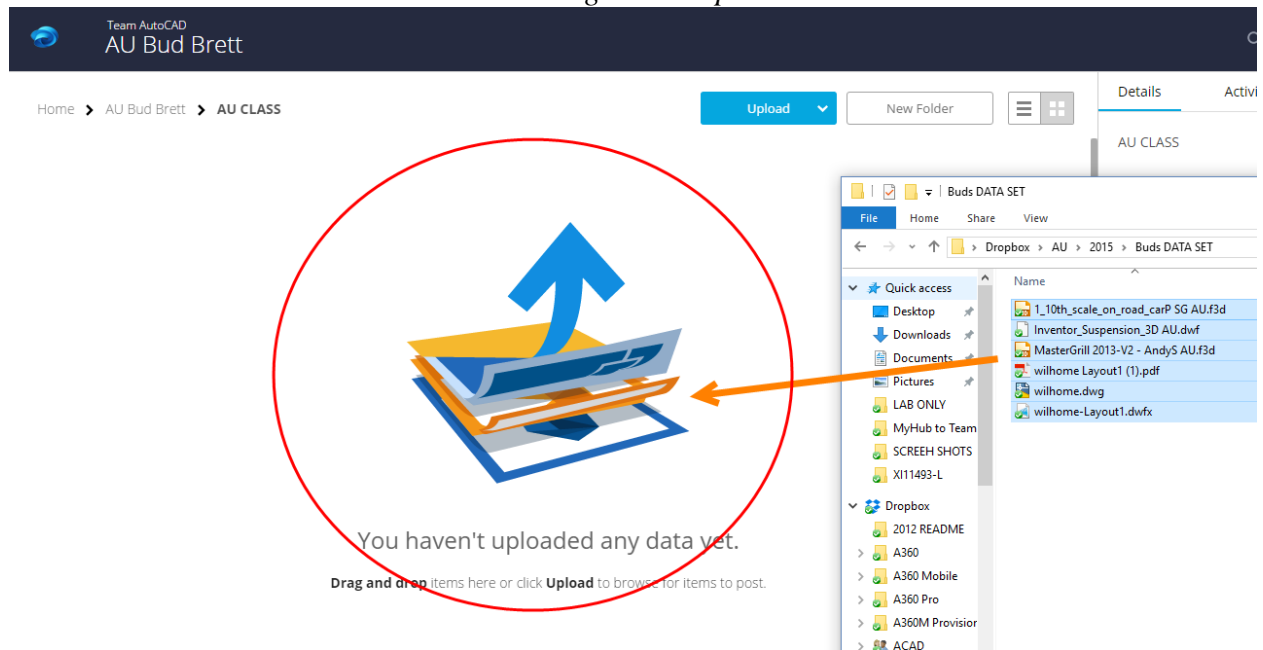 Team AutoCAD
AU Bud Brett
Home > AU Bud Brett > AU CLASS
Upload
New Folder
Details Activi
AU CLASS
You haven't uploaded any data yet.
Drag and drop items here or click Upload to browse for items to post.
Buds DATA SET
File Home Share View
Dropbox > AU > 2015 > Buds DATA SET
Quick access
Desktop
Downloads
Documents
Pictures
LAB ONLY
MyHub to Team
SCREEH SHOTS
XI11493-L
Dropbox
2012 README
A360
A360 Mobile
A360 Pro
A360M Provision
ACAD
Name
1_10th_scale_on_road_carP SG AU.f3d
Inventor_Suspension_3D AU.dwf
MasterGrill 2013-V2 - AndyS AU.f3d
wilhome Layout1 (1).pdf
wilhome.dwg
wilhome-Layout1.dwfx